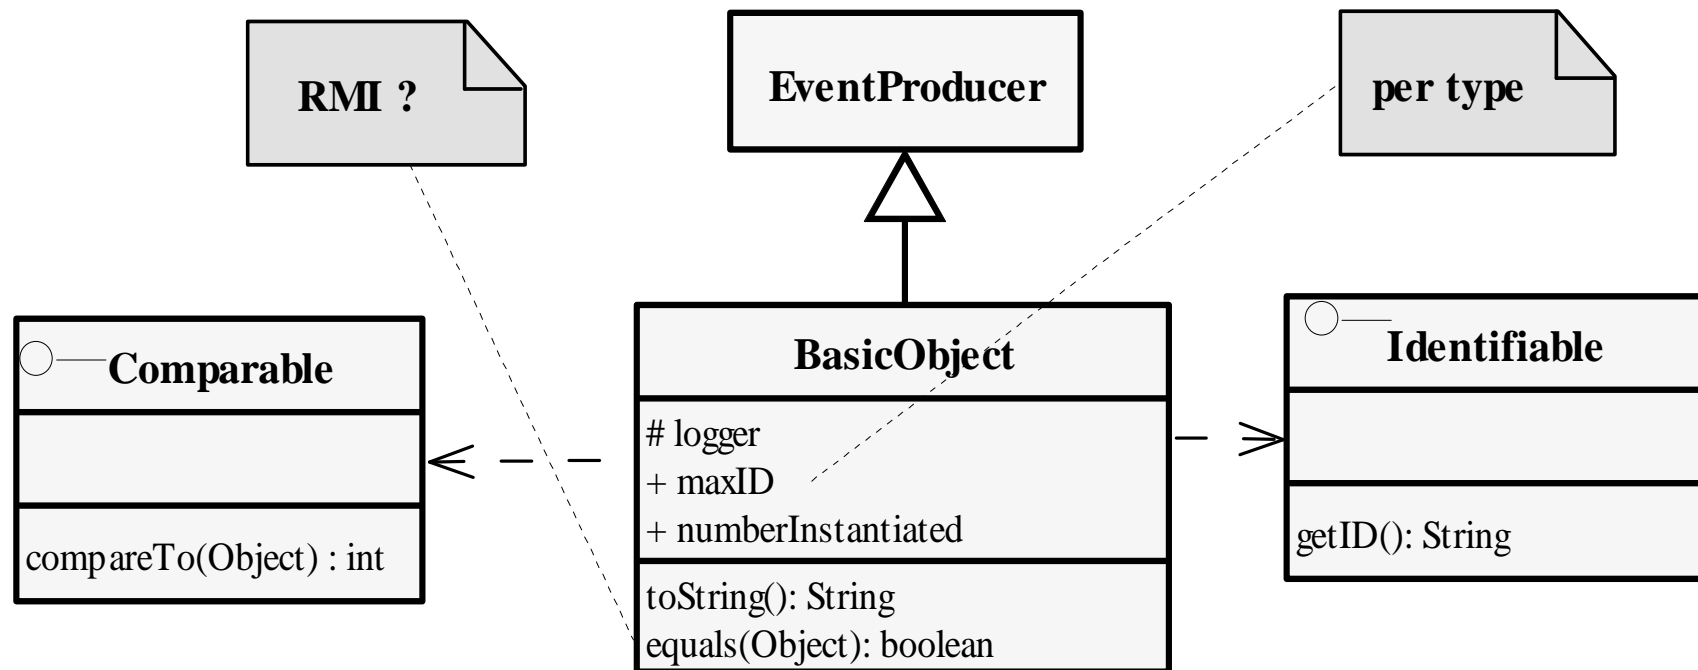 RMI ?
EventProducer
per type
Comparable
compareTo(Object) : int
BasicObject
# logger
+ maxID
+ numberInstantiated
toString(): String
equals(Object): boolean
Identifiable
getID(): String